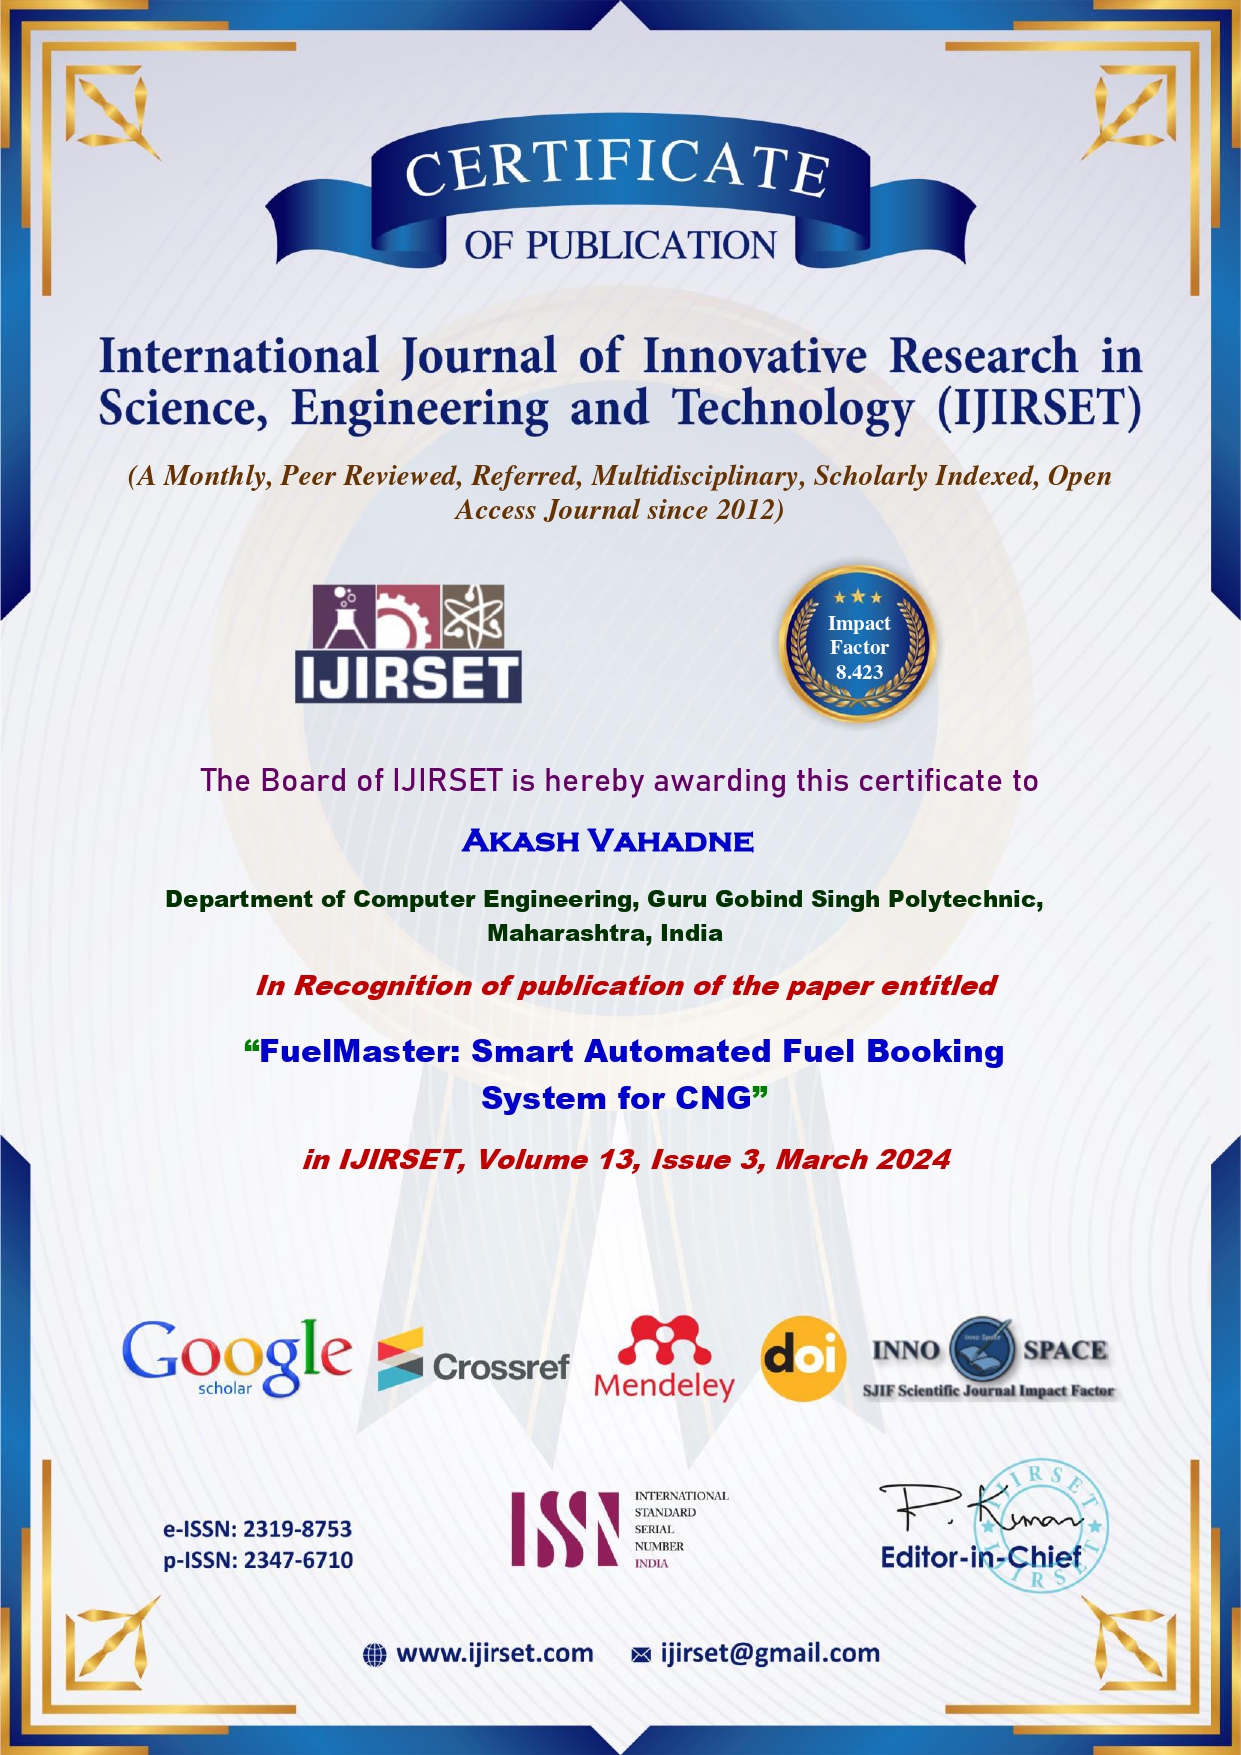 CERTIFICATE
OF PUBLICATION
International Journal of Innovative Research in
Science, Engineering and Technology (IJIRSET)
(A Monthly, Peer Reviewed, Referred, Multidisciplinary, Scholarly Indexed, Open
Access Journal since 2012)
IJIRSET
Impact
Factor
8.423
The Board of IJIRSET is hereby awarding this certificate to
AKASH VAHADNE
Department of Computer Engineering, Guru Gobind Singh Polytechnic,
Maharashtra, India
In Recognition of publication of the paper entitled
“FuelMaster: Smart Automated Fuel Booking
System for CNG”
in IJIRSET, Volume 13, Issue 3, March 2024
Google
scholar
Crossref
Mendeley
doi
INNO Inno Space SPACE
SJIF Scientific Journal Impact Factor
e-ISSN: 2319-8753
p-ISSN: 2347-6710
ISSN
INTERNATIONAL
STANDARD
SERIAL
NUMBER
INDIA
P. Kumar
IJIRSET
Editor-in-Chief
IJIRSET
www.ijirset.com ijirset@gmail.com